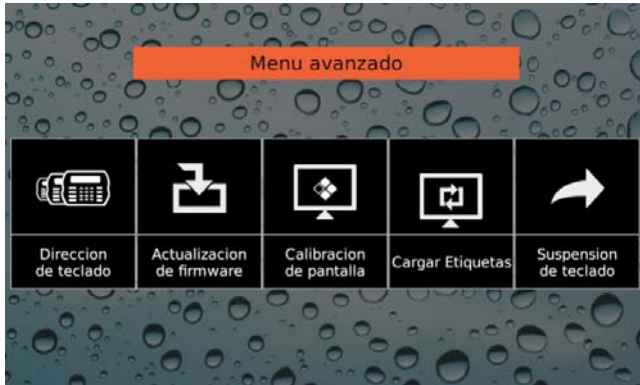 Menu avanzado
Direccion
de teclado
Actualizacion
de firmware
Calibracion
de pantalla
Cargar Etiquetas
Suspension
de teclado